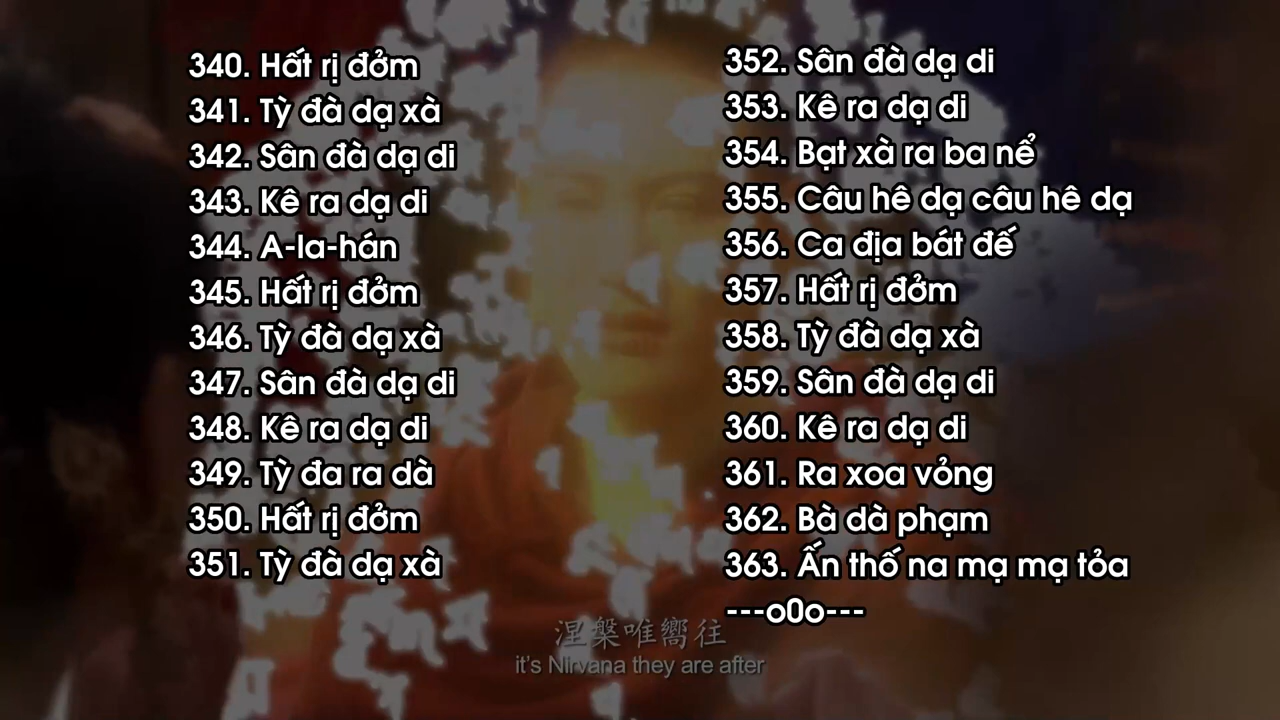 340. Hất rị đởm
341. Tỳ đà dạ xà
342. Sân đà dạ di
343. Kê ra dạ di
344. A-la-hán
345. Hất rị đởm
346. Tỳ đà dạ xà
347. Sân đà dạ di
348. Kê ra dạ di
349. Tỳ đa ra dà
350. Hất rị đởm
351. Tỳ đà dạ xà
352. Sân đà dạ di
353. Kê ra dạ di
354. Bạt xà ra ba nể
355. Câu hê dạ câu hê dạ
356. Ca địa bát đế
357. Hất rị đởm
358. Tỳ đà dạ xà
359. Sân đà dạ di
360. Kê ra dạ di
361. Ra xoa vỏng
362. Bà dà phạm
363. Ấn thố na mạ mạ tỏa
---o0o---
涅槃唯嚮往
it's Nirvana they are after